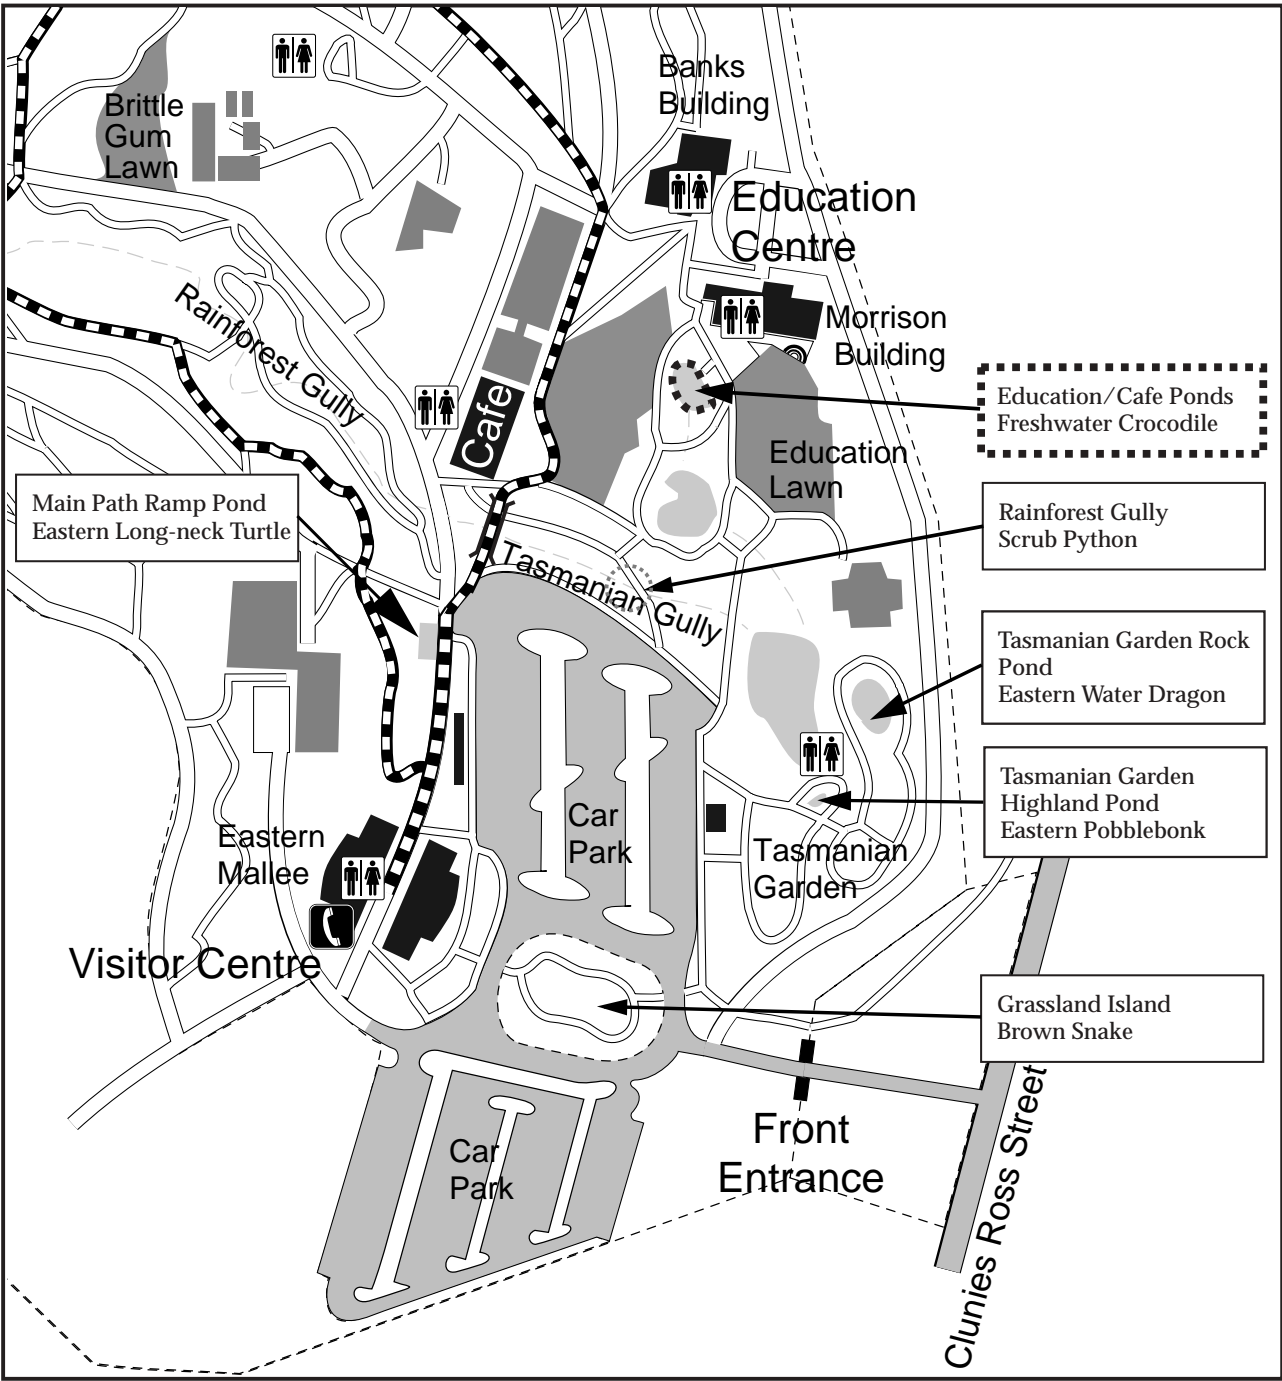 Banks
Building
Brittle
Gum
Lawn
Education
Centre
Rainforest Gully
Morrison
Building
Cafe
Education/Cafe Ponds
Freshwater Crocodile
Education
Lawn
Main Path Ramp Pond
Eastern Long-neck Turtle
Rainforest Gully
Scrub Python
Tasmanian Gully
Tasmanian Garden Rock
Pond
Eastern Water Dragon
Tasmanian Garden
Highland Pond
Eastern Pobblebonk
Car
Park
Eastern
Mallee
Tasmanian
Garden
Visitor Centre
Grassland Island
Brown Snake
Front
Entrance
Car
Park
Clunies Ross Street